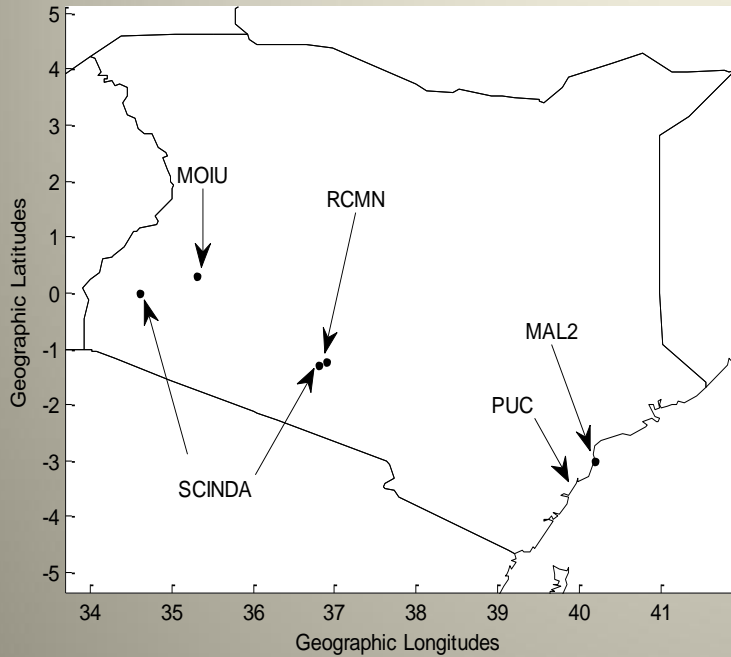 5
4
3
2
1
0
-1
-2
-3
-4
-5
Geographic Latitudes
MOIU
RCMN
MAL2
PUC
SCINDA
34 35 36 37 38 39 40 41
Geographic Longitudes